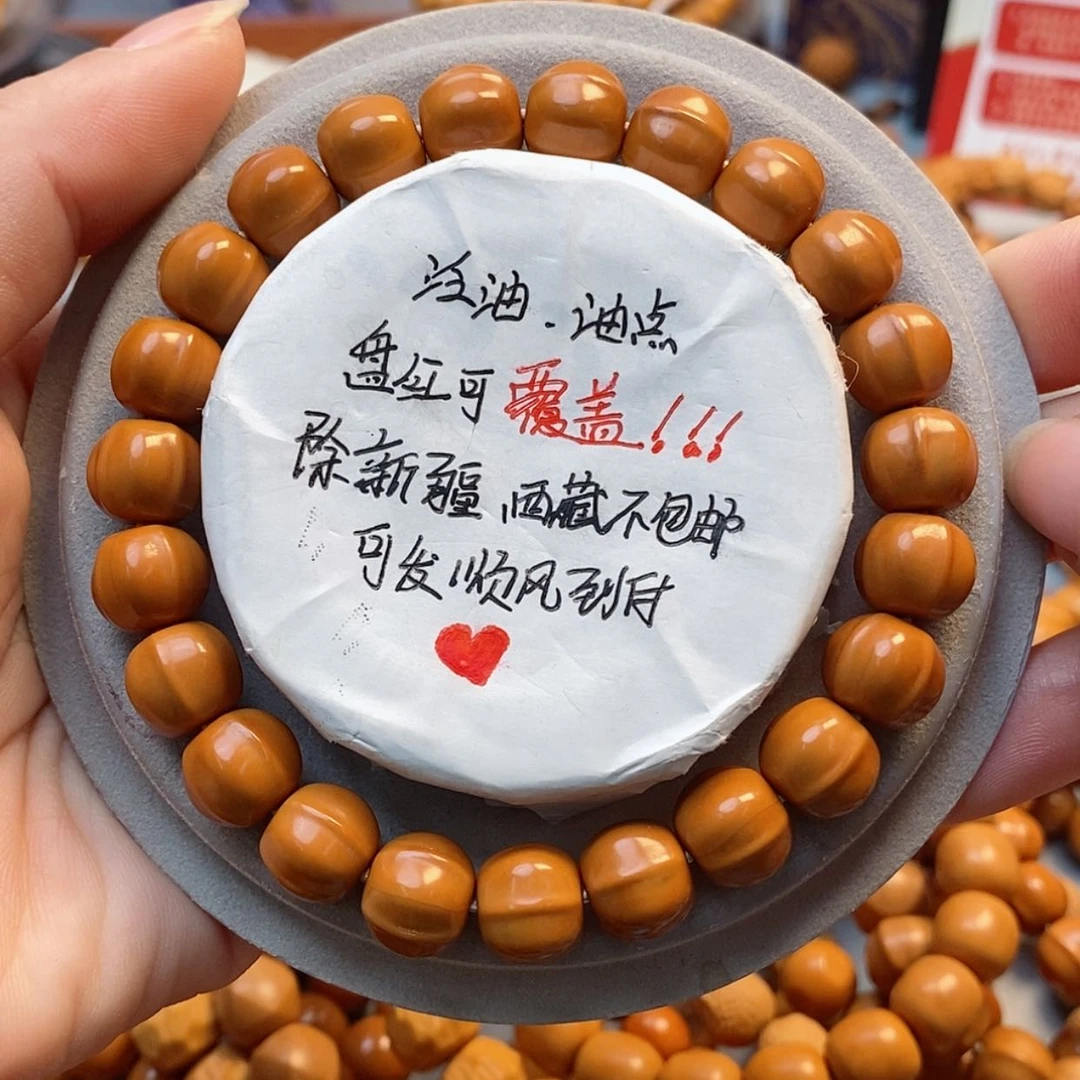 泛油.油点
盘红可覆盖!!!
除新疆、西藏不包邮
可发顺风到付